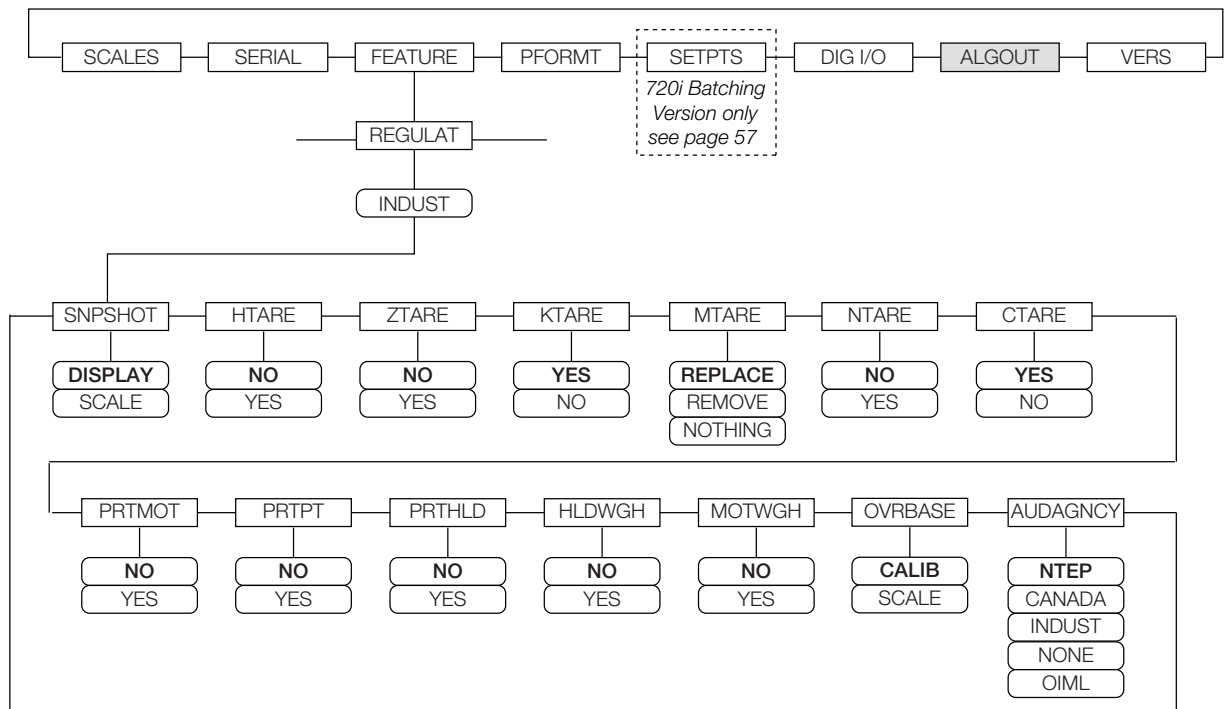 SCALES SERIAL FEATURE PFORMT SETPTS DIG I/O ALGOUT VERS
720i Batching
Version only
see page 57
REGULAT
INDUST
SNPSHOT HTARE ZTARE KTARE MTARE NTARE CTARE
DISPLAY NO NO YES REPLACE NO YES
SCALE YES YES NO REMOVE YES NO
NOTHING
PRTMOT PRTPT PRTHLD HLDWGH MOTWGH OVRBASE AUDAGNCY
NO NO NO NO NO CALIB NTEP
YES YES YES YES YES SCALE CANADA
INDUST
NONE
OIML